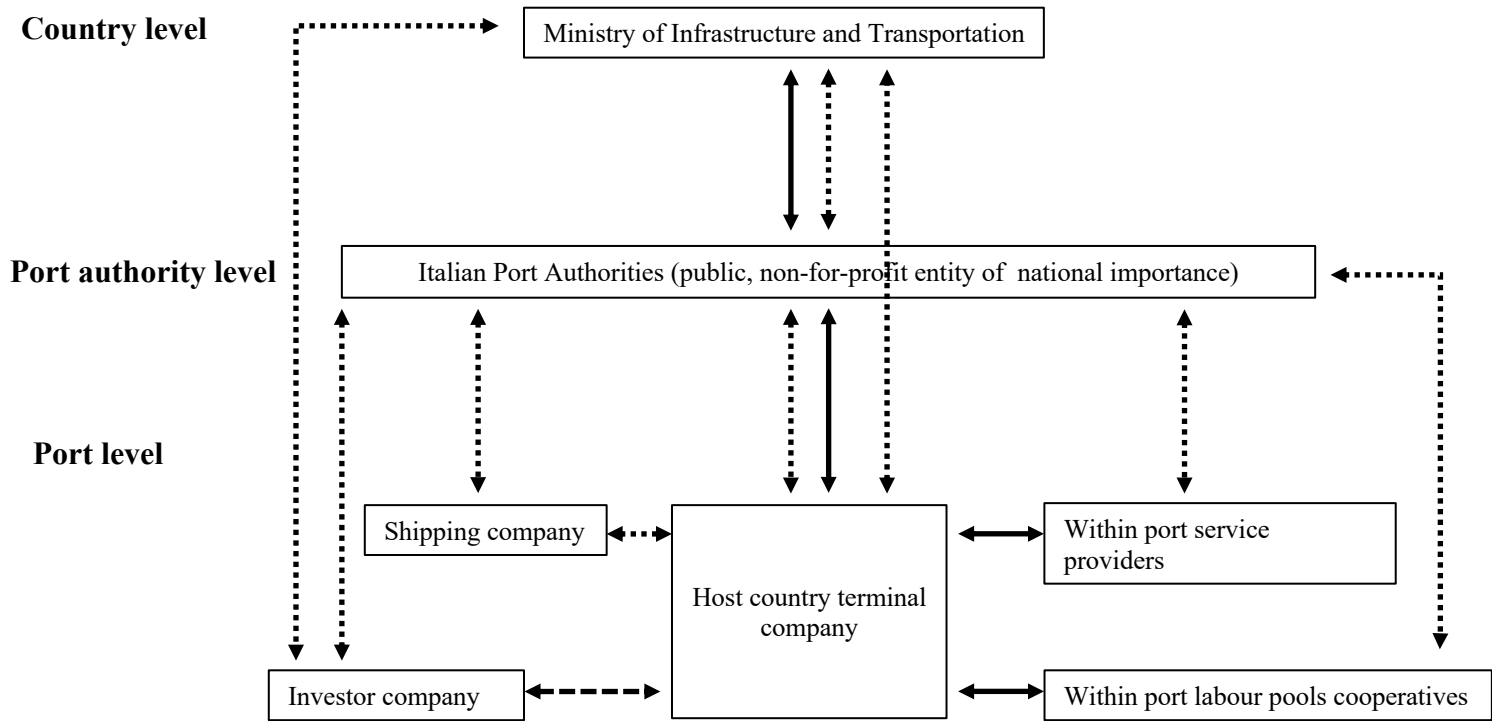 Country level
Ministry of Infrastructure and Transportation
Port authority level
Italian Port Authorities (public, non-for-profit entity of national importance)
Port level
Shipping company
Host country terminal
company
Within port service
providers
Investor company
Within port labour pools cooperatives